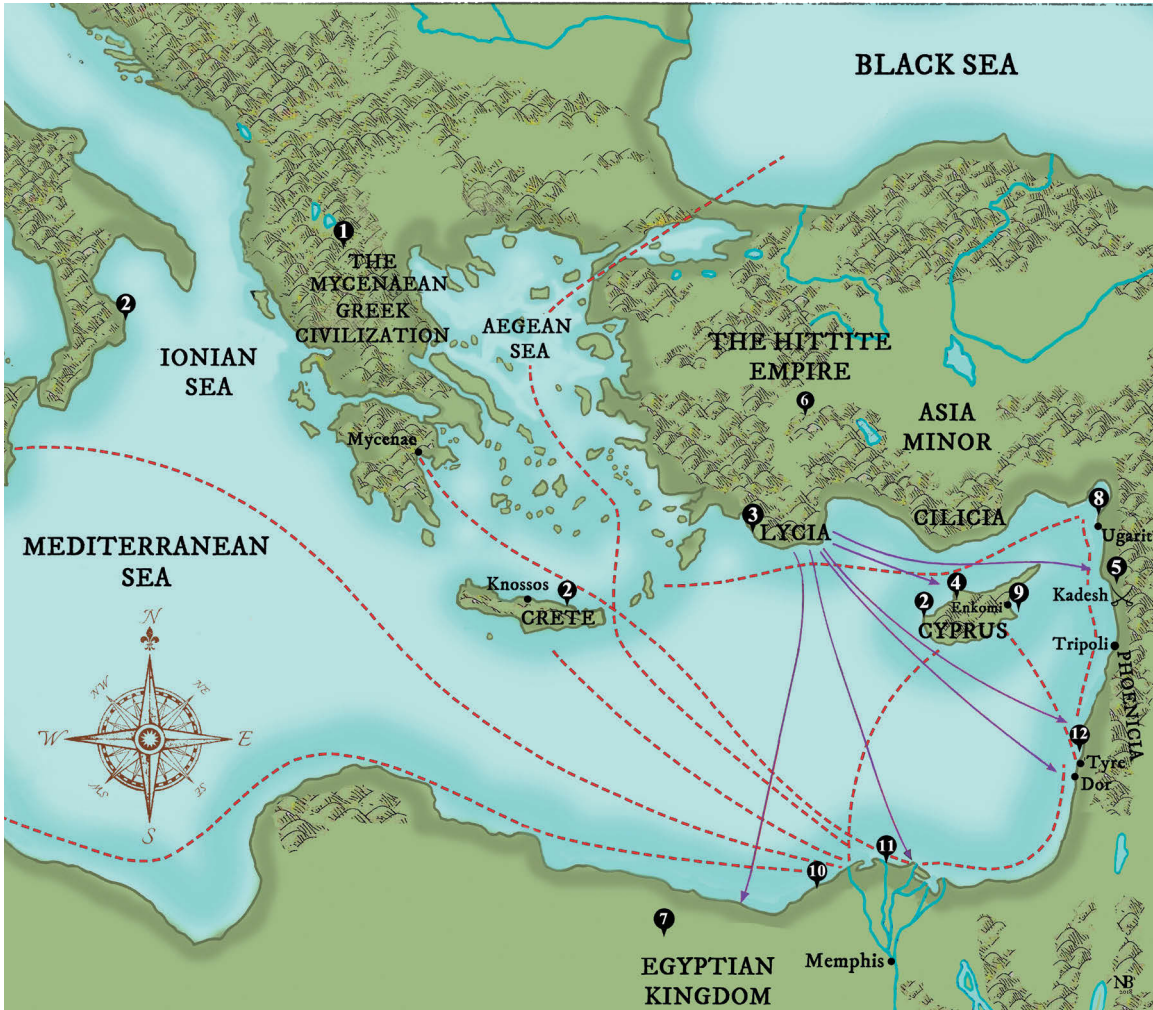 BLACK SEA
1
THE
MYCENAEAN
GREEK
CIVILIZATION
2
IONIAN
SEA
AEGEAN
SEA
THE HITTITE
EMPIRE
6
ASIA
MINOR
Mycenae
MEDITERRANEAN
SEA
3
LYCIA
CILICIA
8
Ugarit
5
Kadesh
Knossos
2
CRETE
4
2
Enkomi
9
CYPRUS
Tripoli
PHOENICIA
N
NW
NE
W
E
SW
SE
S
12
Tyre
Dor
11
10
7
EGYPTIAN
KINGDOM
Memphis
NB